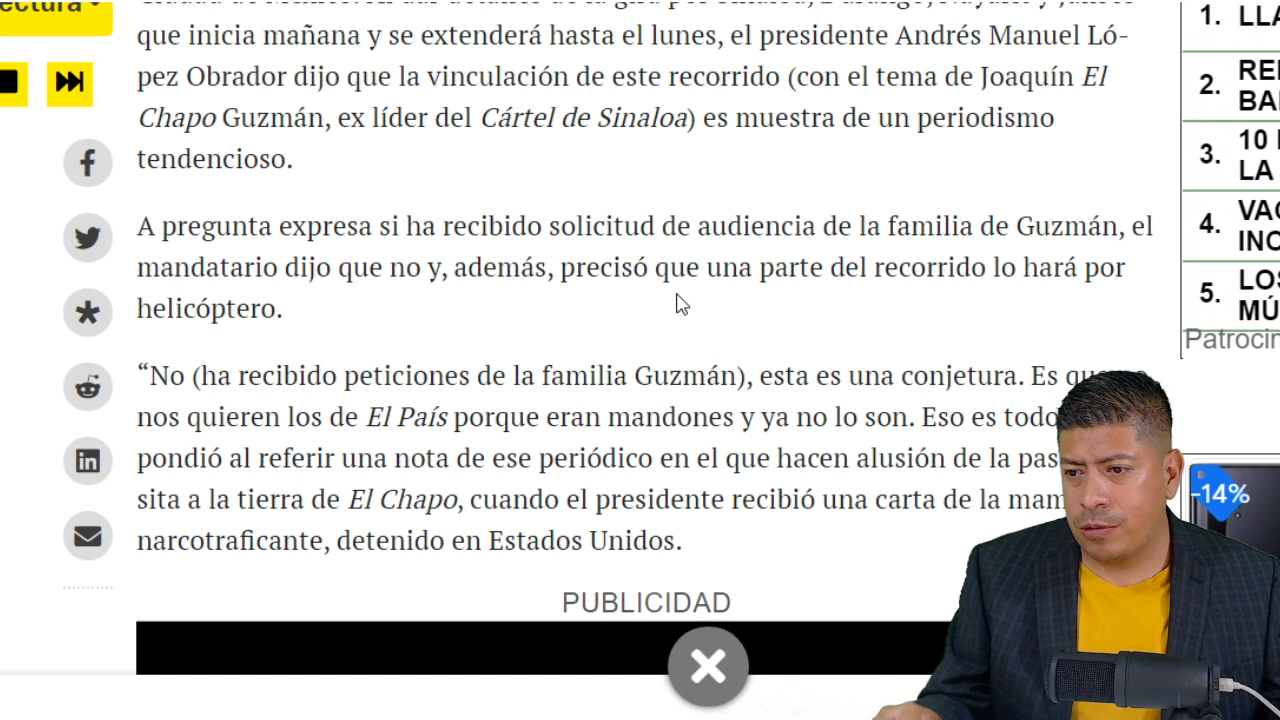 que inicia mañana y se extenderá hasta el lunes, el presidente Andrés Manuel Ló-
pez Obrador dijo que la vinculación de este recorrido (con el tema de Joaquín El
Chapo Guzmán, ex líder del Cártel de Sinaloa) es muestra de un periodismo
tendencioso.
A pregunta expresa si ha recibido solicitud de audiencia de la familia de Guzmán, el
mandatario dijo que no y, además, precisó que una parte del recorrido lo hará por
helicóptero.
“No (ha recibido peticiones de la familia Guzmán), esta es una conjetura. Es
nos quieren los de El País porque eran mandones y ya no lo son. Eso es todo
pondió al referir una nota de ese periódico en el que hacen alusión de la
sita a la tierra de El Chapo, cuando el presidente recibió una carta de la
narcotraficante, detenido en Estados Unidos.
PUBLICIDAD
1.
2.
3. 10
LA
4.
5.
-14%